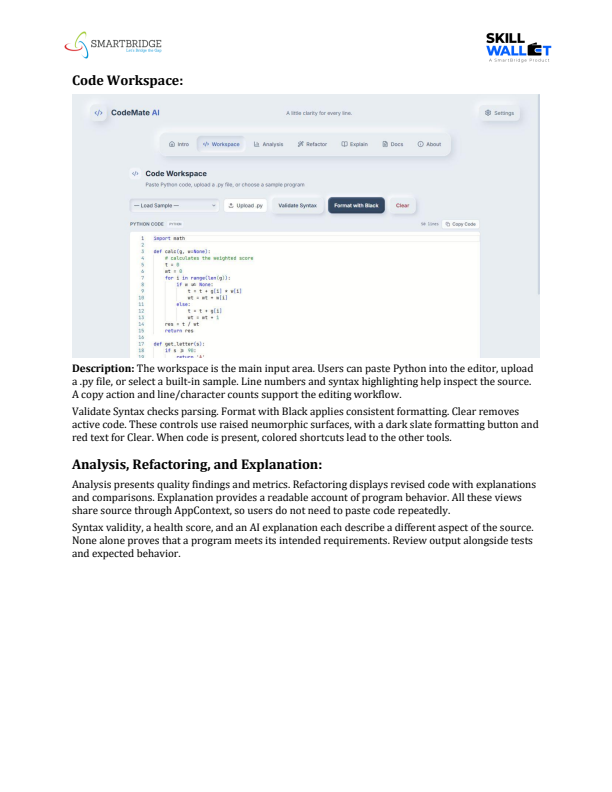 SMARTBRIDGE
Let's Bridge the Gap
SKILL
WALLET
A SmartBridge Product
Code Workspace:
</> CodeMate AI
A little clarity for every line.
Settings
Intro
</> Workspace
Analysis
Refactor
Explain
Docs
About
</> Code Workspace
Paste Python code, upload a .py file, or choose a sample program
— Load Sample —
Upload .py
Validate Syntax
Format with Black
Clear
PYTHON CODE PYTHON
Copy Code
1 import math
2
3 def calc(g, w=None):
4 # calculates the weighted score
5 t = 0
6 wt = 0
7 for i in range(len(g)):
8 if w != None:
9 t = t + g[i] * w[i]
10 wt = wt + w[i]
11 else:
12 t = t + g[i]
13 wt = wt + 1
14 res = t / wt
15 return res
16
17 def get_letter(s):
18 if s >= 90:
19 return 'A'
Description: The workspace is the main input area. Users can paste Python into the editor, upload
a .py file, or select a built-in sample. Line numbers and syntax highlighting help inspect the source.
A copy action and line/character counts support the editing workflow.
Validate Syntax checks parsing. Format with Black applies consistent formatting. Clear removes
active code. These controls use raised neumorphic surfaces, with a dark slate formatting button and
red text for Clear. When code is present, colored shortcuts lead to the other tools.
Analysis, Refactoring, and Explanation:
Analysis presents quality findings and metrics. Refactoring displays revised code with explanations
and comparisons. Explanation provides a readable account of program behavior. All these views
share source through AppContext, so users do not need to paste code repeatedly.
Syntax validity, a health score, and an AI explanation each describe a different aspect of the source.
None alone proves that a program meets its intended requirements. Review output alongside tests
and expected behavior.